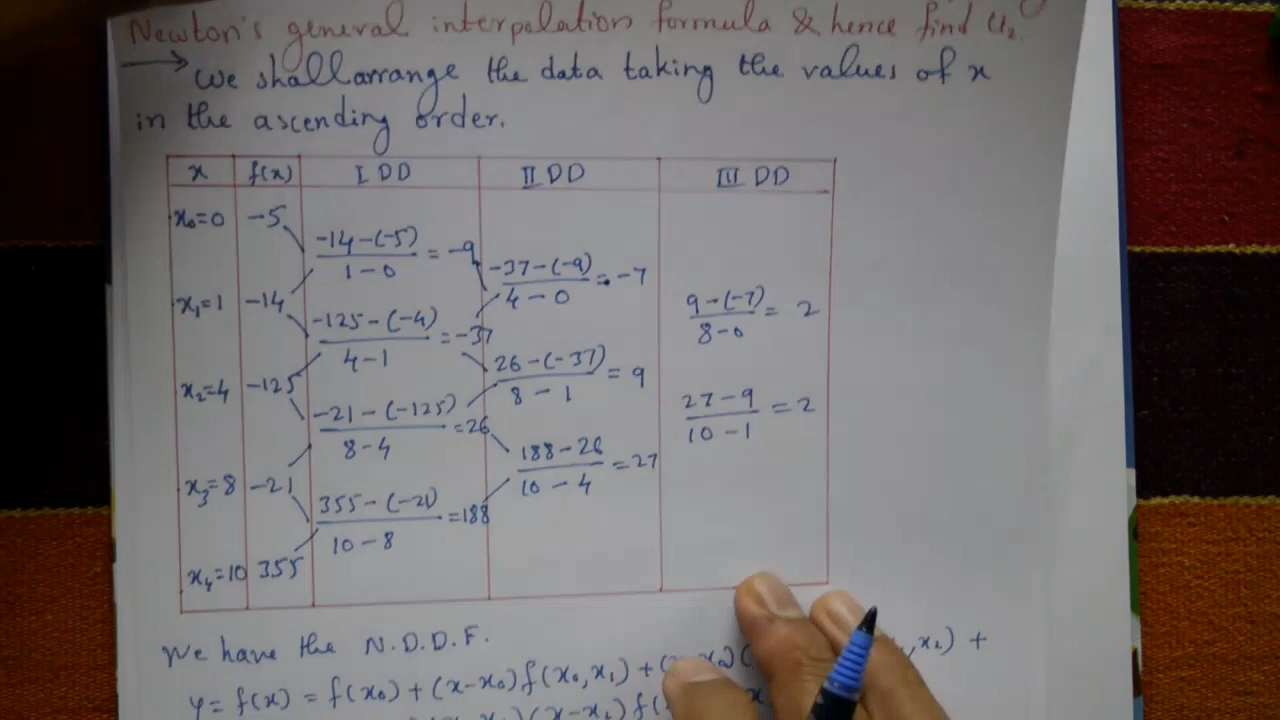 Newton's general interpolation formula & hence find u₂.
→ We shall arrange the data taking the values of x
in the ascending order.
x f(x) I DD II DD III DD
x₀=0 -5
(-14-(-5))/(1-0) = -9
(-37-(-9))/(4-0) = -7
x₁=1 -14
(9-(-7))/(8-0) = 2
(-125-(-4))/(4-1) = -37
(26-(-37))/(8-1) = 9
x₂=4 -125
(27-9)/(10-1) = 2
(-21-(-125))/(8-4) = 26
(188-26)/(10-4) = 27
x₃=8 -21
(355-(-21))/(10-8) = 188
x₄=10 355
We have the N.D.D.F.
y = f(x) = f(x₀) + (x-x₀) f(x₀,x₁) + , x₂) +
(x-x₂) f(